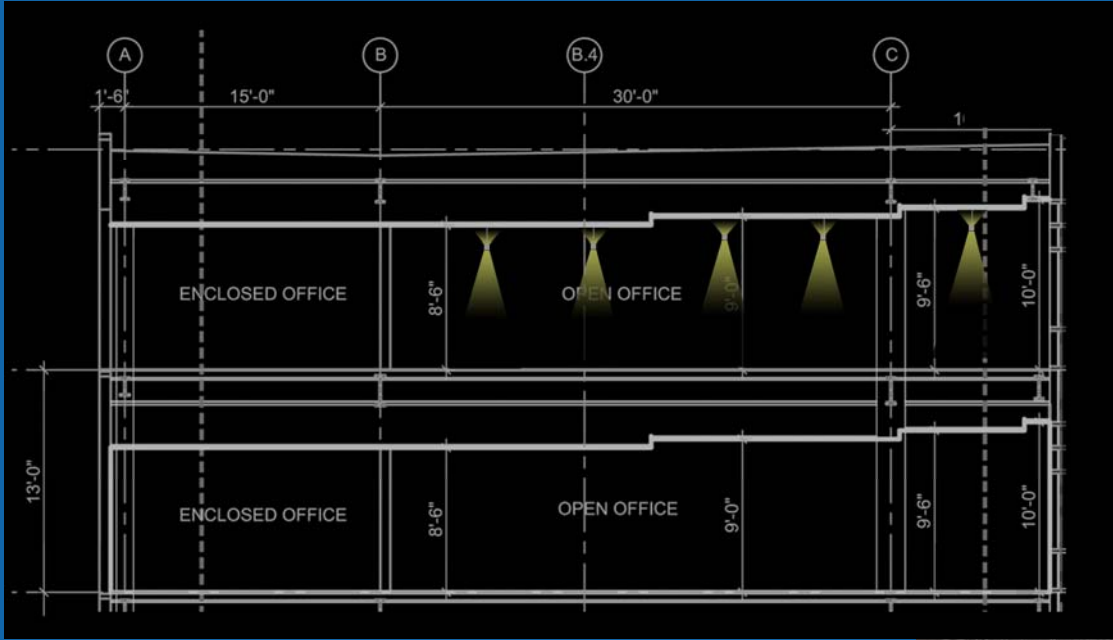 A
B
B.4
C
1'-6"
15'-0"
30'-0"
ENCLOSED OFFICE
8'-6"
OPEN OFFICE
9'-0"
9'-6"
10'-0"
13'-0"
ENCLOSED OFFICE
8'-6"
OPEN OFFICE
9'-0"
9'-6"
10'-0"